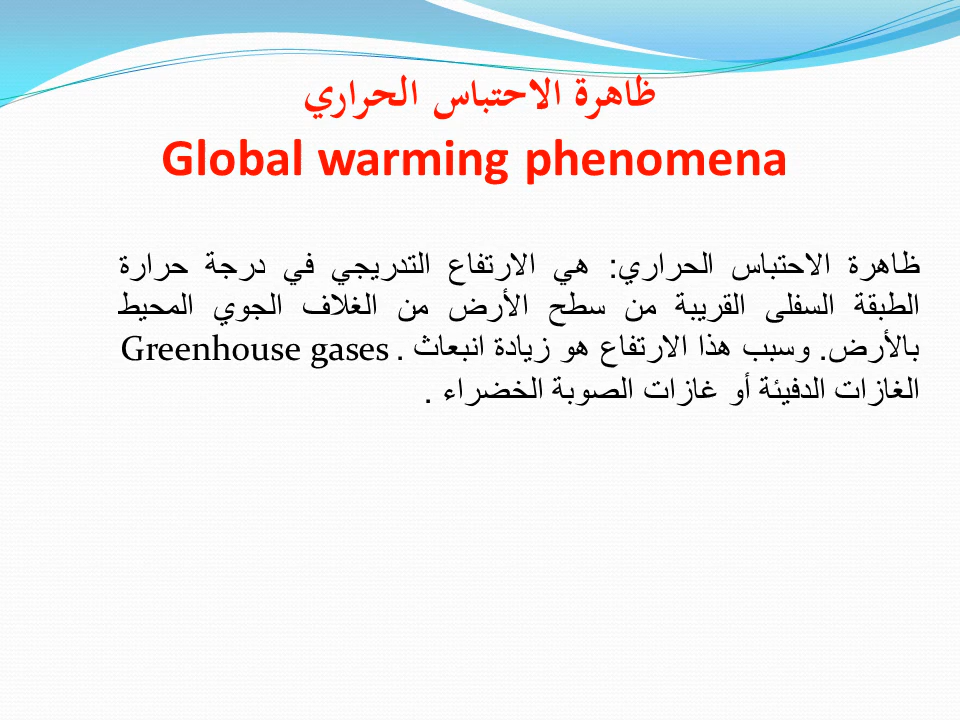 ظاهرة الاحتباس الحراري
Global warming phenomena
ظاهرة الاحتباس الحراري: هي الارتفاع التدريجي في درجة حرارة
الطبقة السفلى القريبة من سطح الأرض من الغلاف الجوي المحيط
بالأرض. وسبب هذا الارتفاع هو زيادة انبعاث . Greenhouse gases
الغازات الدفيئة أو غازات الصوبة الخضراء .